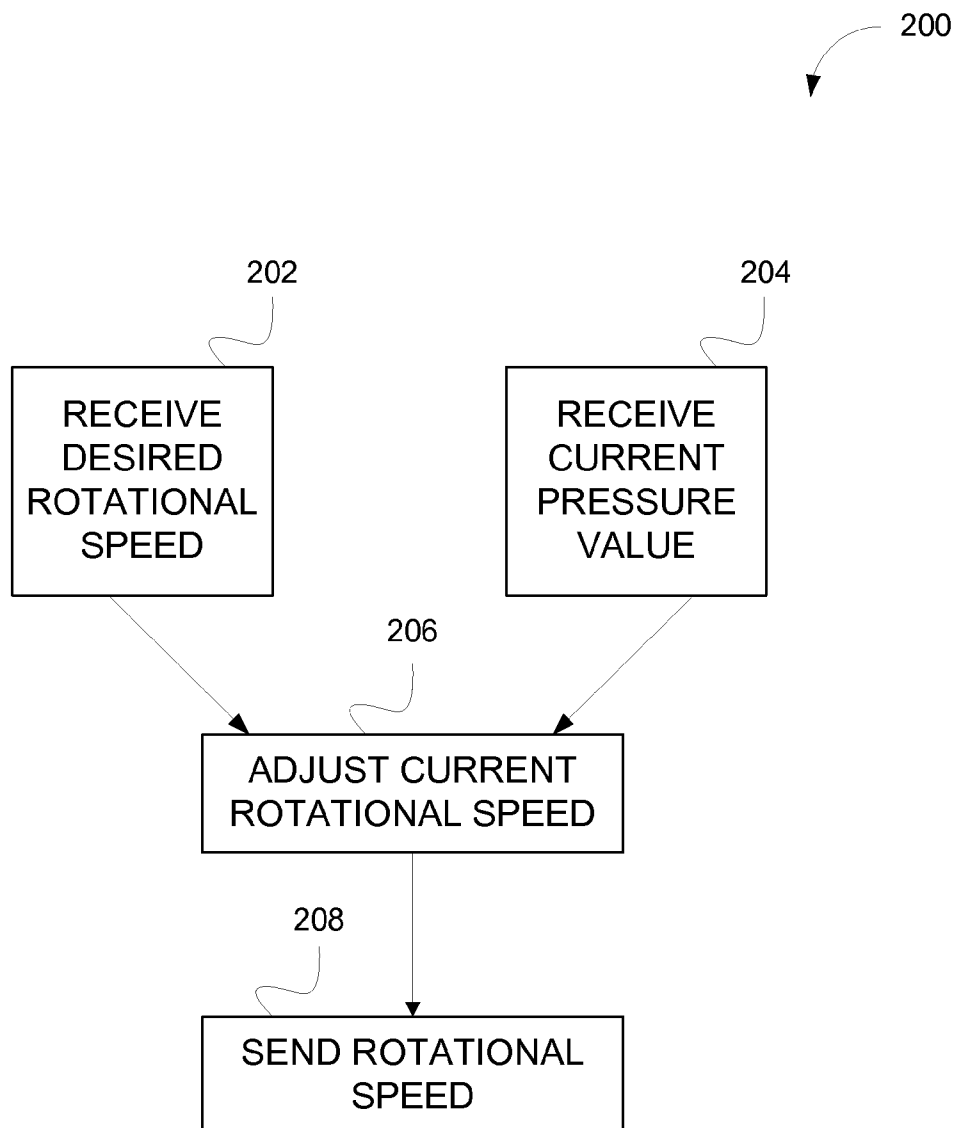 200
202
204
RECEIVE
DESIRED
ROTATIONAL
SPEED
RECEIVE
CURRENT
PRESSURE
VALUE
206
ADJUST CURRENT
ROTATIONAL SPEED
208
SEND ROTATIONAL
SPEED